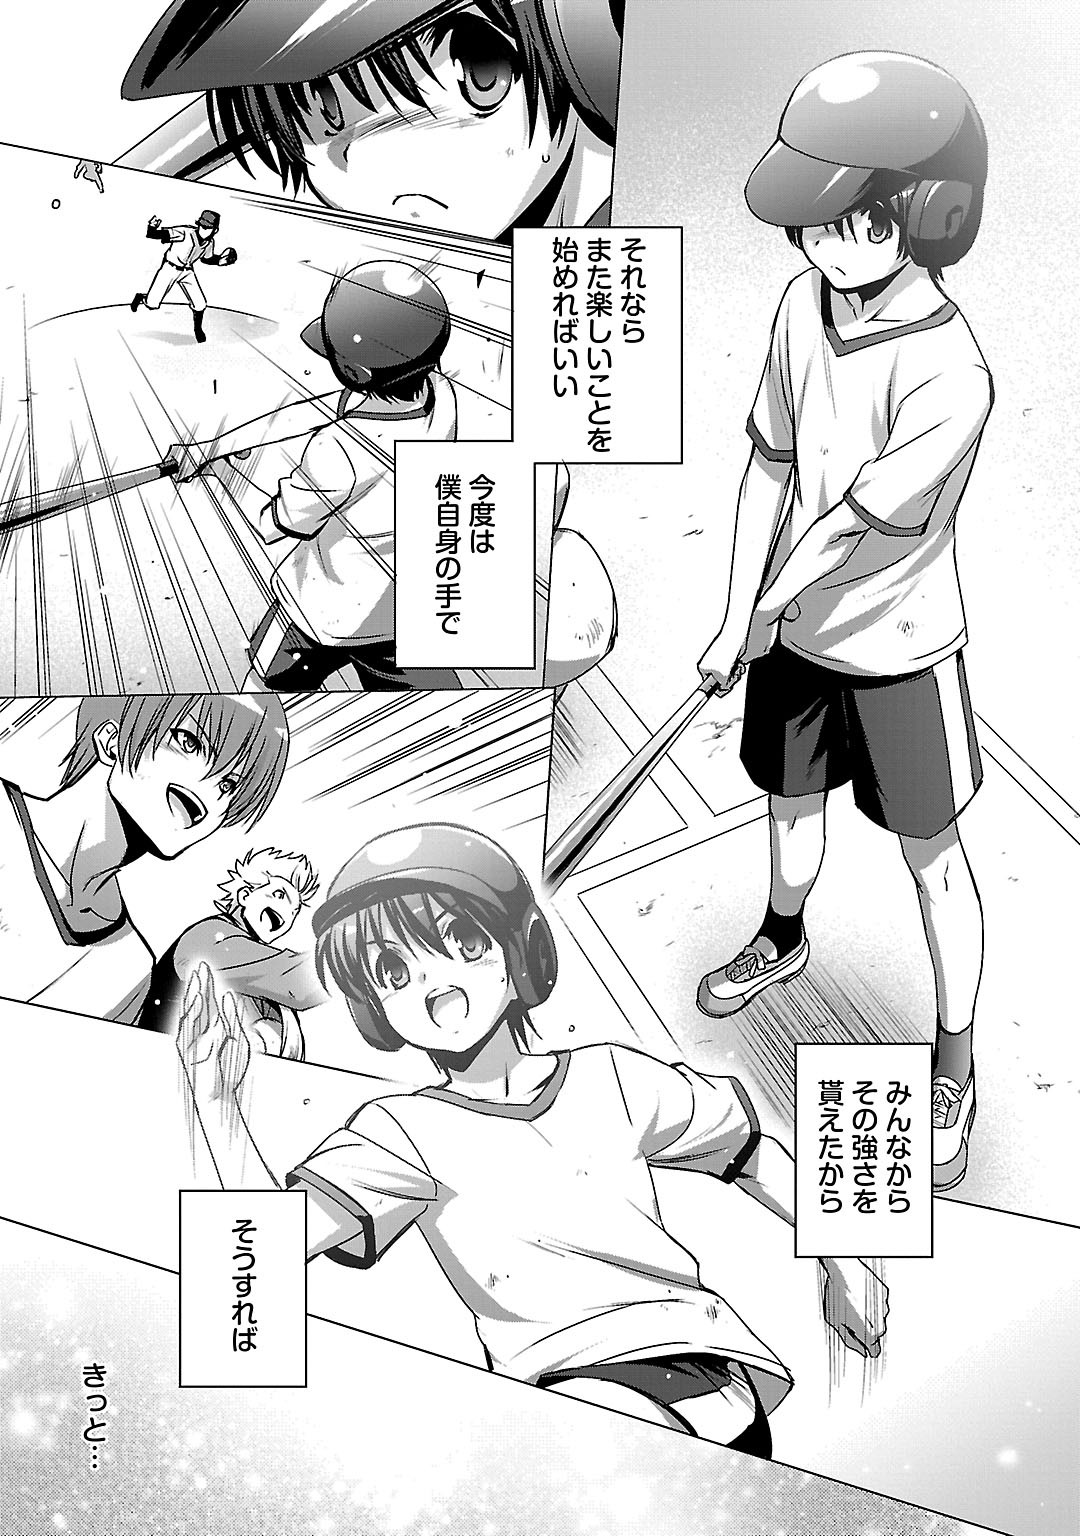 それなら
また楽しいことを
始めればいい
今度は
僕自身の手で
みんなから
その強さを
貰えたから
そうすれば
きっと…